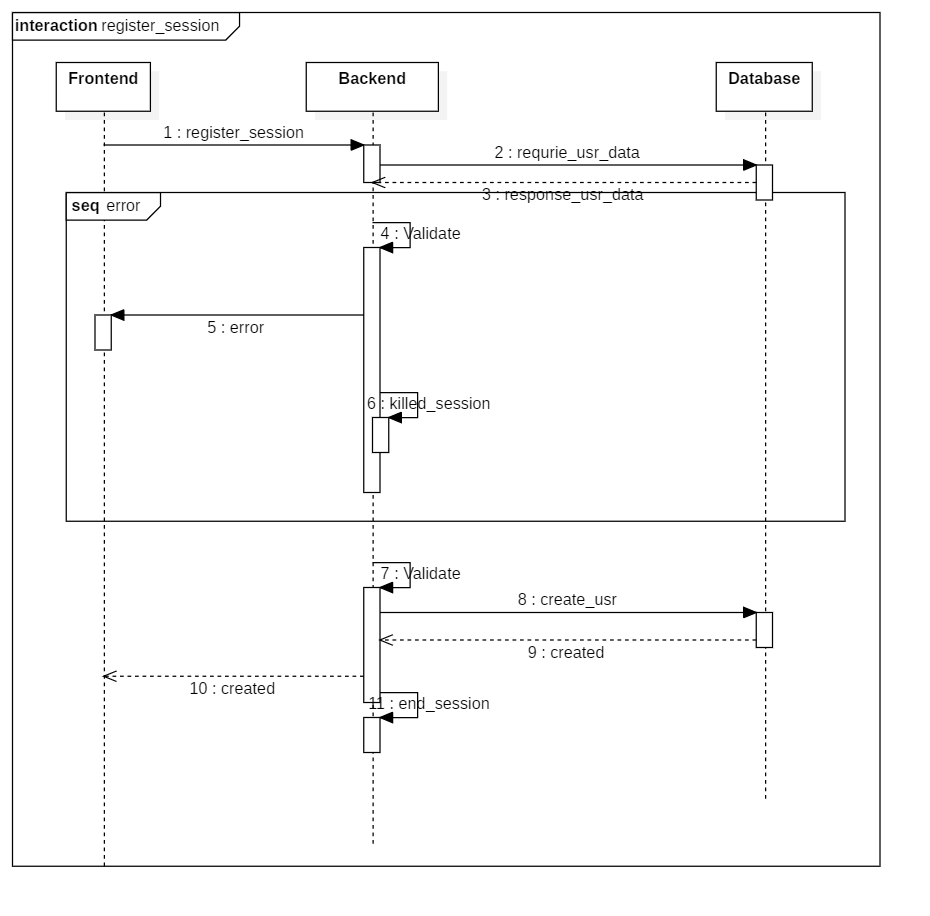 interaction register_session
Frontend
Backend
Database
1 : register_session
2 : requrie_usr_data
3 : response_usr_data
seq error
4 : Validate
5 : error
6 : killed_session
7 : Validate
8 : create_usr
9 : created
10 : created
11 : end_session